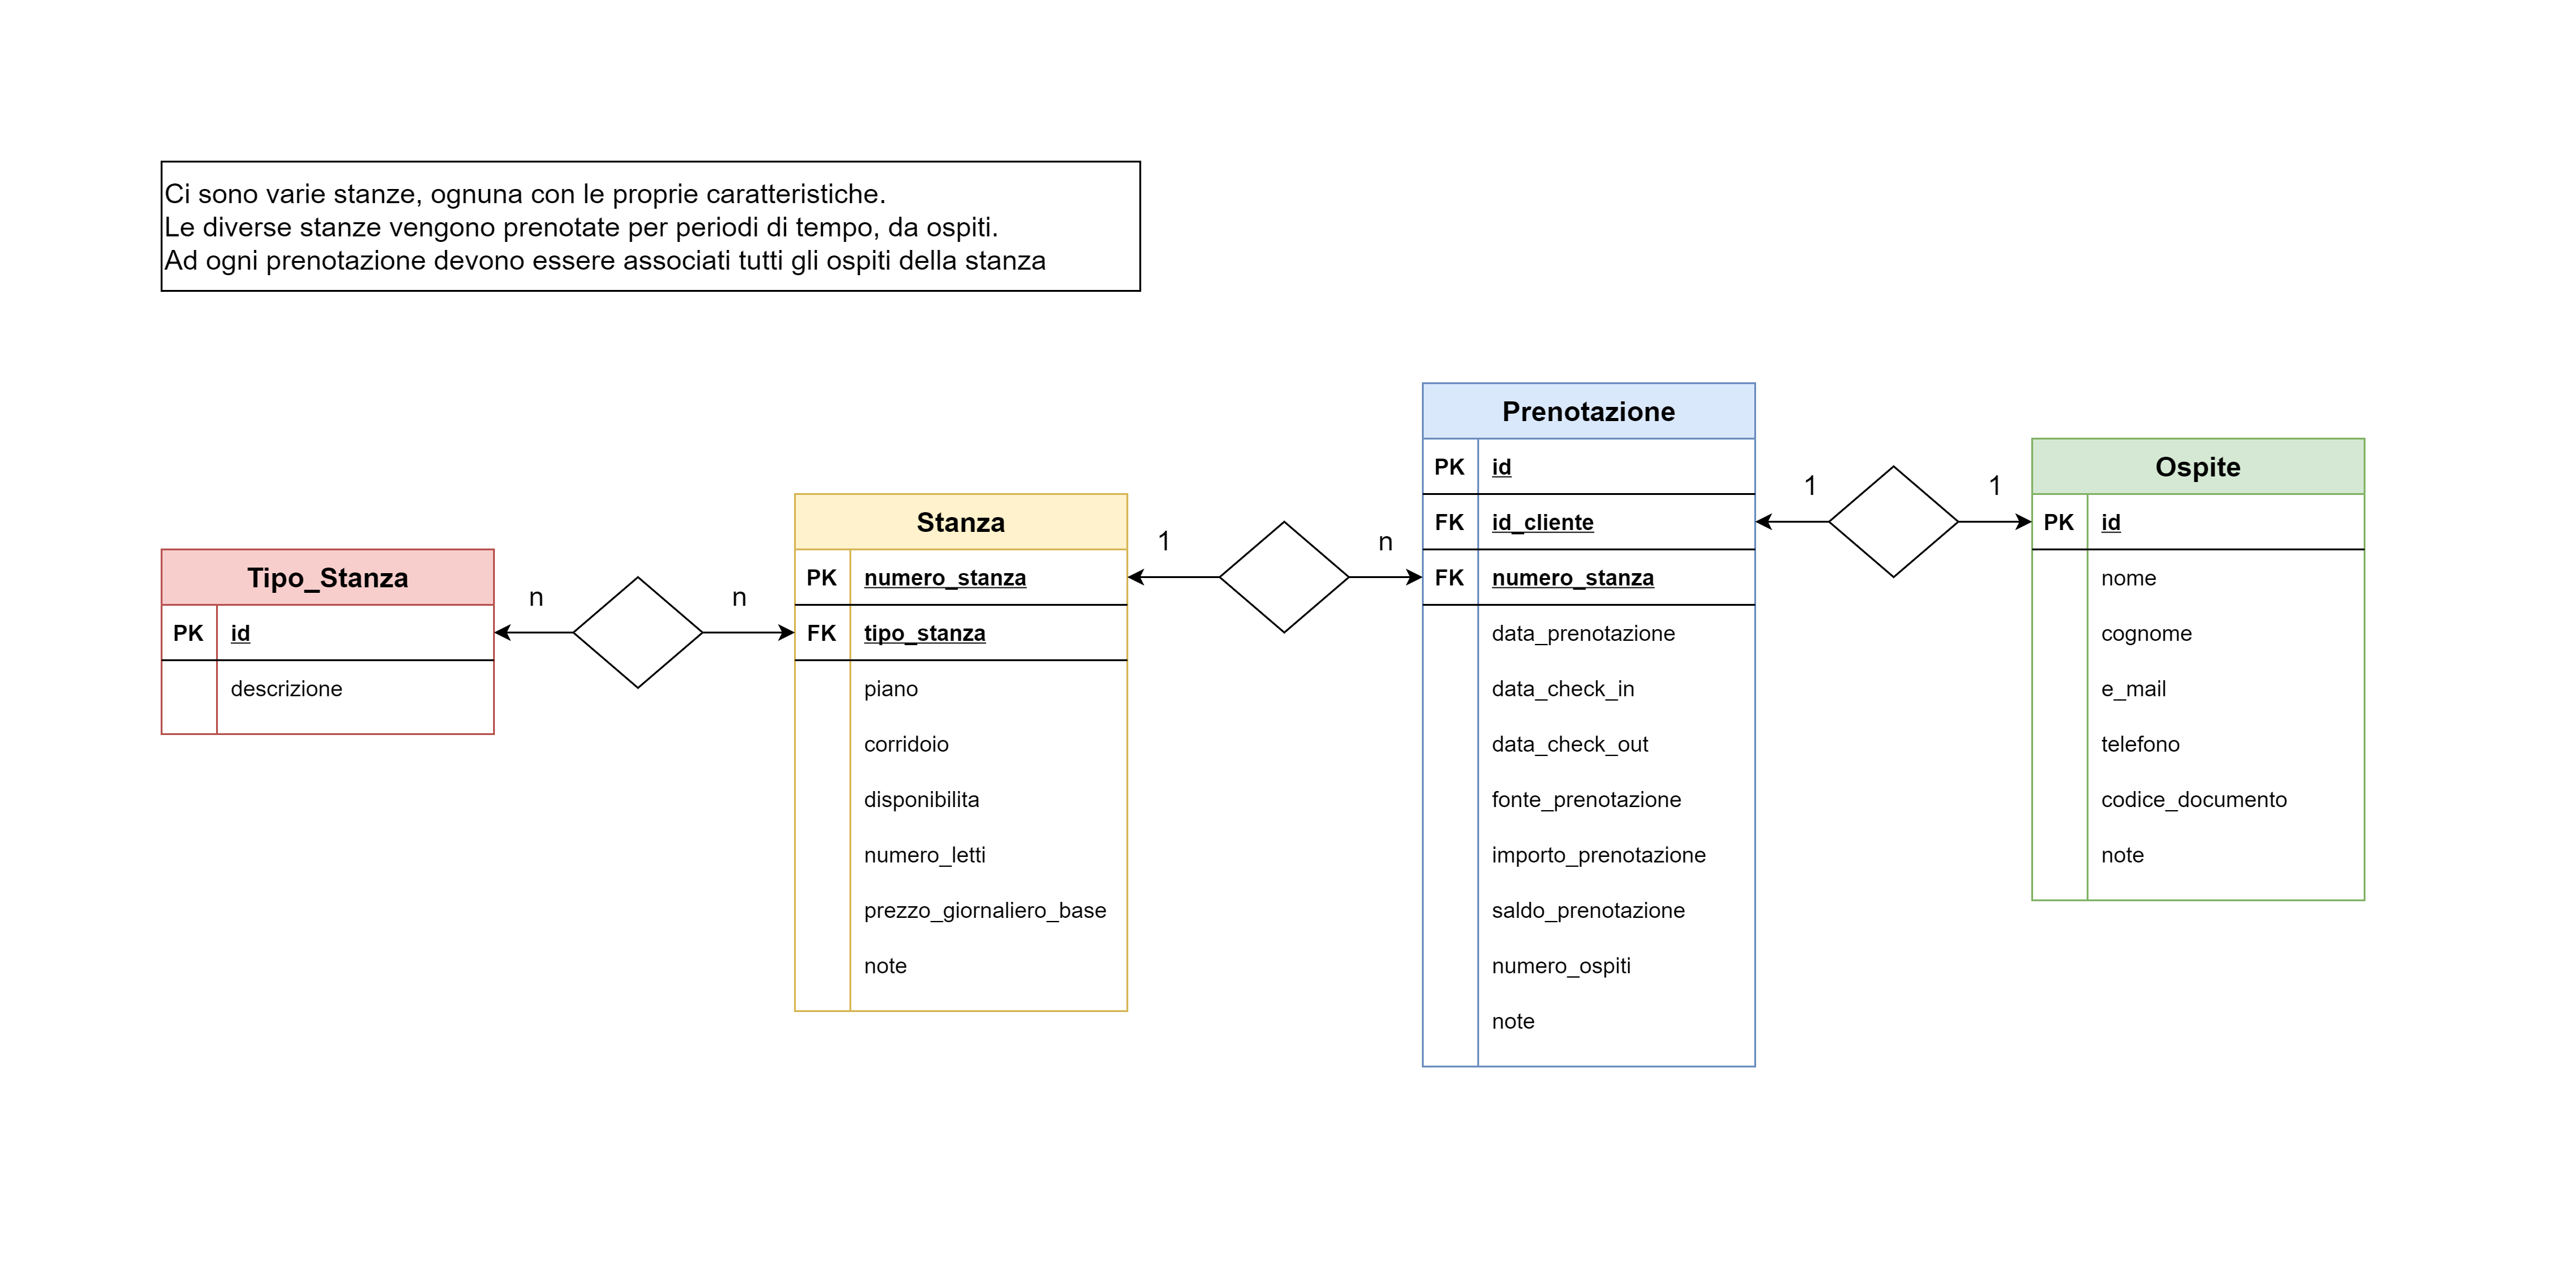 Ci sono varie stanze, ognuna con le proprie caratteristiche.
Le diverse stanze vengono prenotate per periodi di tempo, da ospiti.
Ad ogni prenotazione devono essere associati tutti gli ospiti della stanza
Tipo_Stanza
PK id
descrizione
n
n
Stanza
PK numero_stanza
FK tipo_stanza
piano
corridoio
disponibilita
numero_letti
prezzo_giornaliero_base
note
1
n
Prenotazione
PK id
FK id_cliente
FK numero_stanza
data_prenotazione
data_check_in
data_check_out
fonte_prenotazione
importo_prenotazione
saldo_prenotazione
numero_ospiti
note
1
1
Ospite
PK id
nome
cognome
e_mail
telefono
codice_documento
note